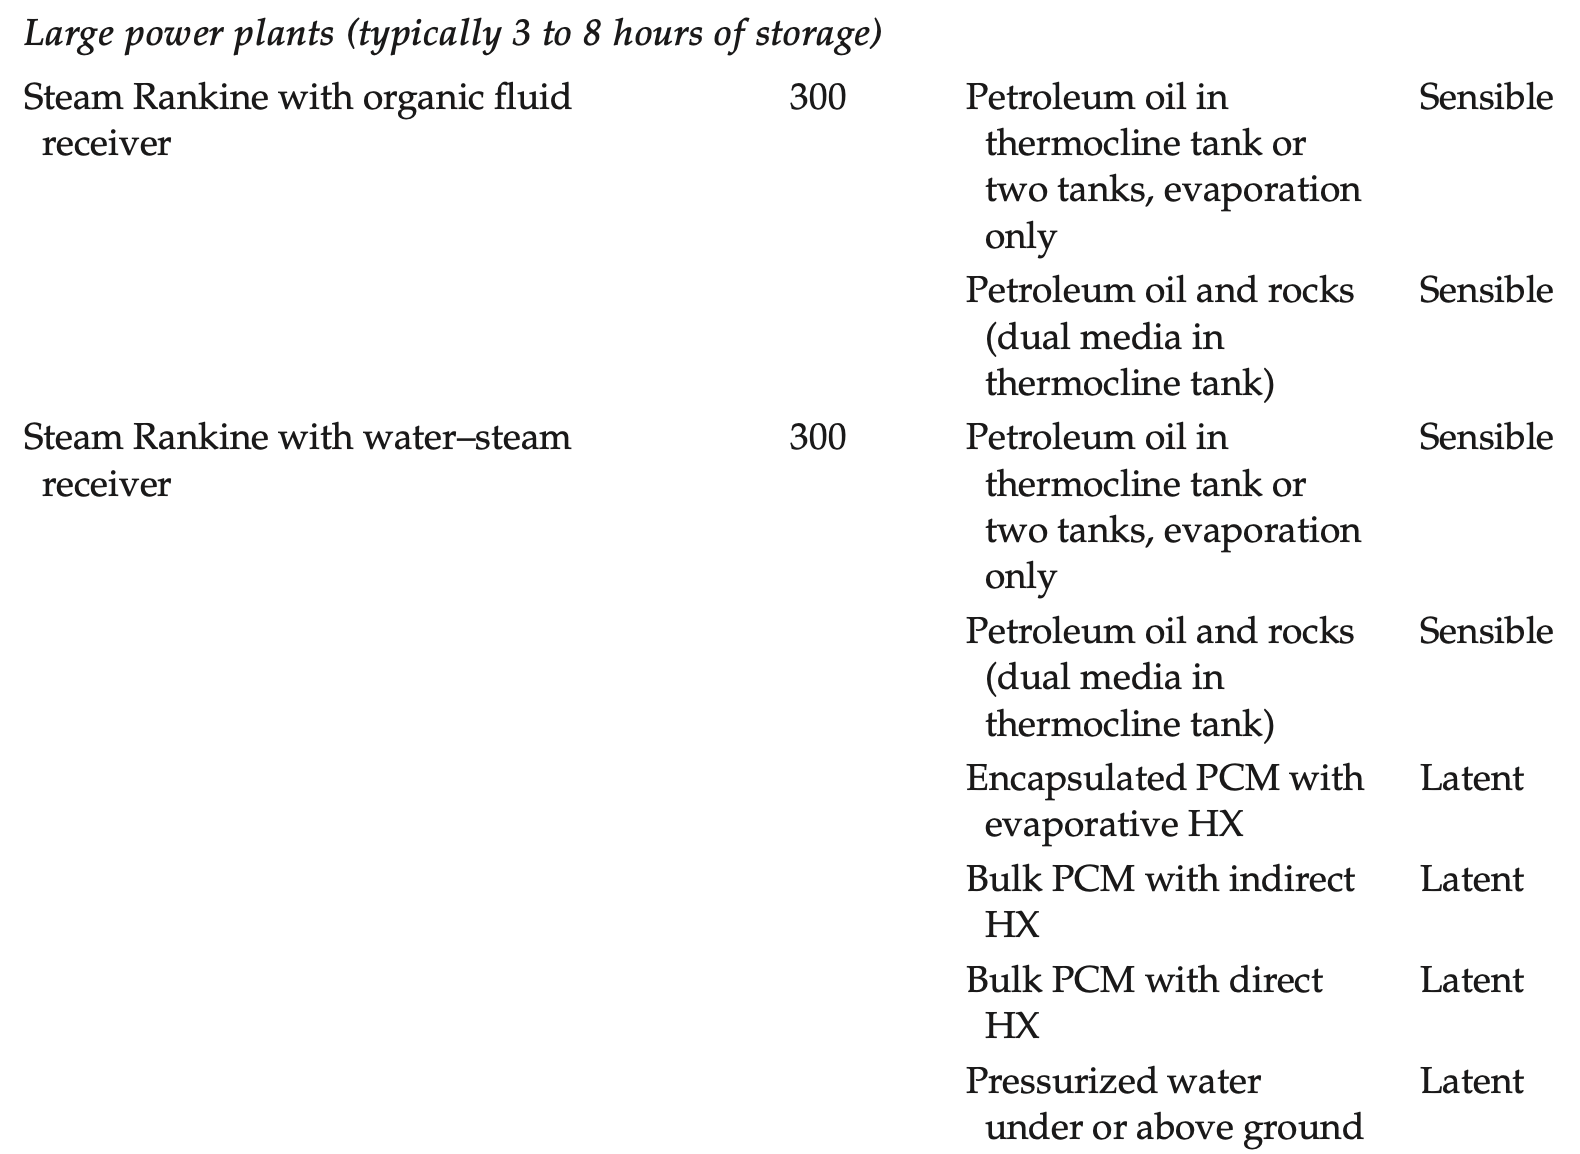 Large power plants (typically 3 to 8 hours of storage)
Steam Rankine with organic fluid 300 Petroleum oil in Sensible
receiver thermocline tank or
two tanks, evaporation
only
Petroleum oil and rocks Sensible
(dual media in
thermocline tank)
Steam Rankine with water–steam 300 Petroleum oil in Sensible
receiver thermocline tank or
two tanks, evaporation
only
Petroleum oil and rocks Sensible
(dual media in
thermocline tank)
Encapsulated PCM with Latent
evaporative HX
Bulk PCM with indirect Latent
HX
Bulk PCM with direct Latent
HX
Pressurized water Latent
under or above ground